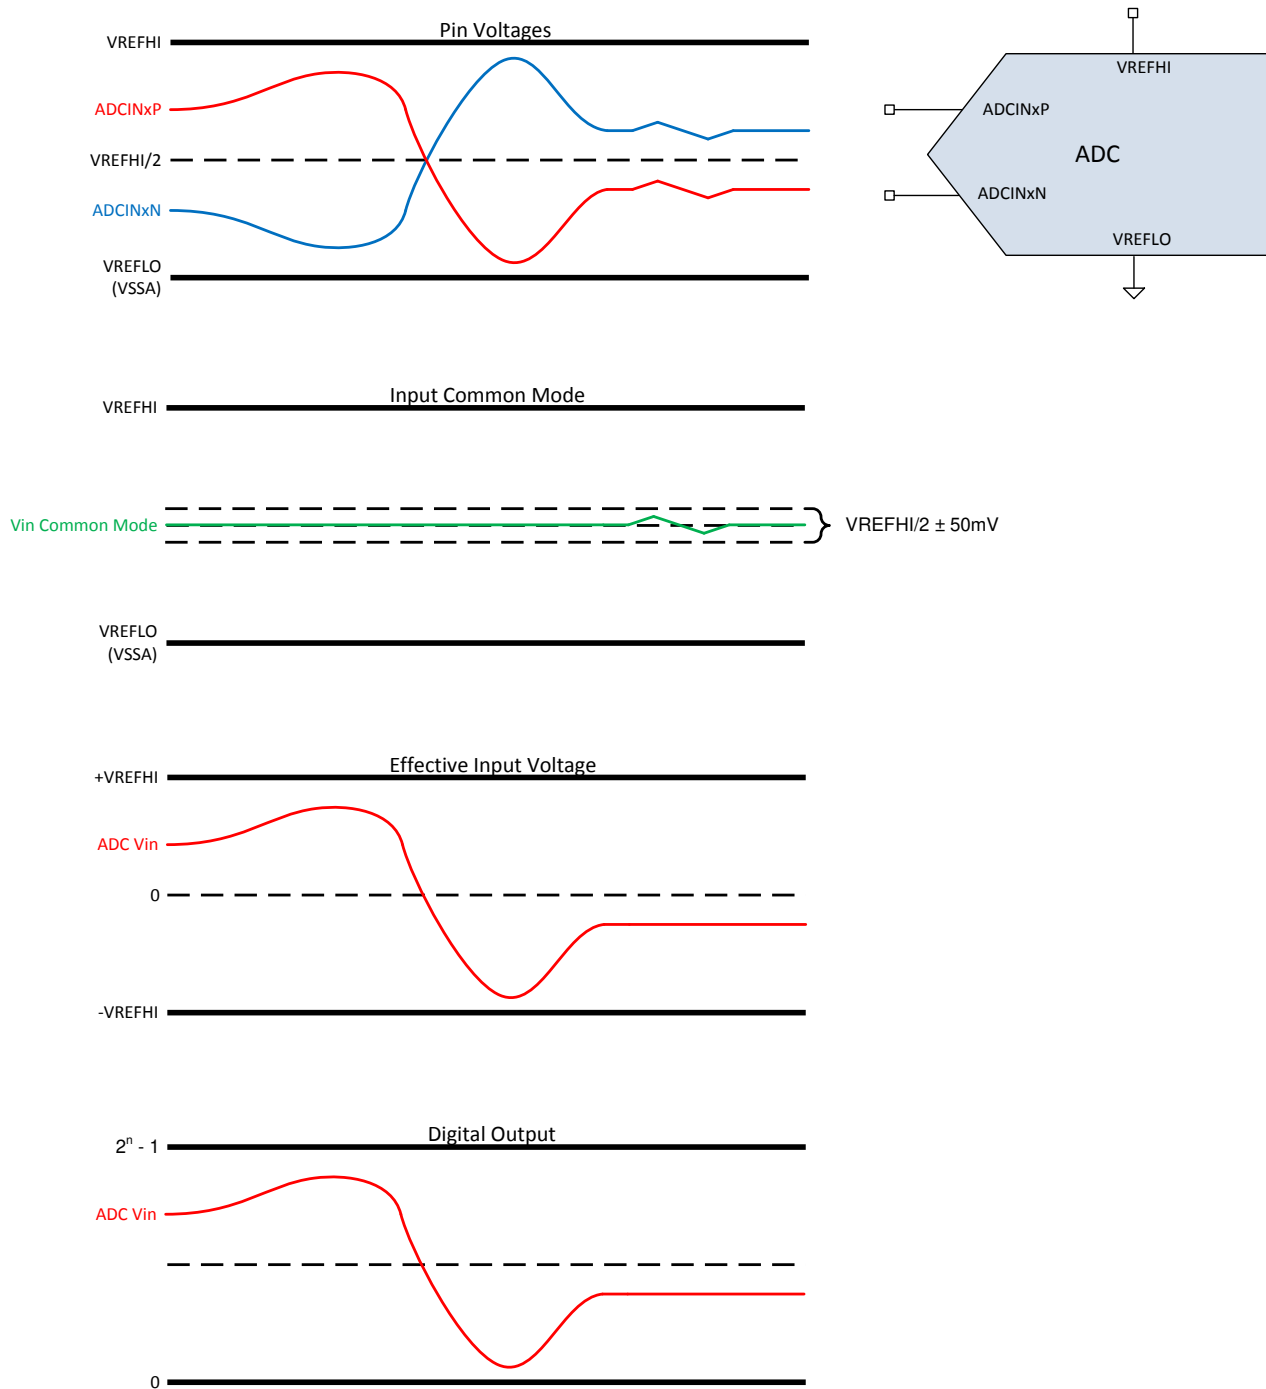 Pin Voltages
VREFHI
ADCINxP
VREFHI/2
ADCINxN
VREFLO
(VSSA)
VREFHI
ADCINxP
ADC
ADCINxN
VREFLO
Input Common Mode
VREFHI
Vin Common Mode
VREFHI/2 ± 50mV
VREFLO
(VSSA)
Effective Input Voltage
+VREFHI
ADC Vin
0
-VREFHI
Digital Output
2ⁿ - 1
ADC Vin
0